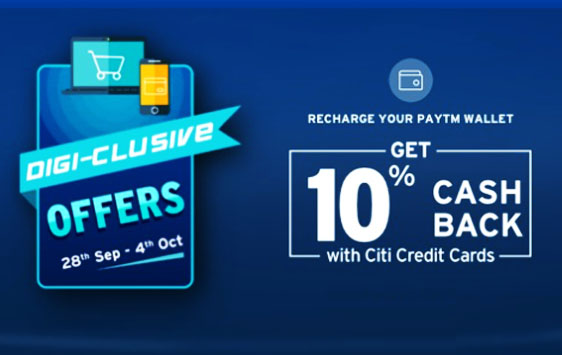 DIGI-CLUSIVE
OFFERS
28th Sep - 4th Oct
RECHARGE YOUR PAYTM WALLET
GET
10% CASH
BACK
with Citi Credit Cards